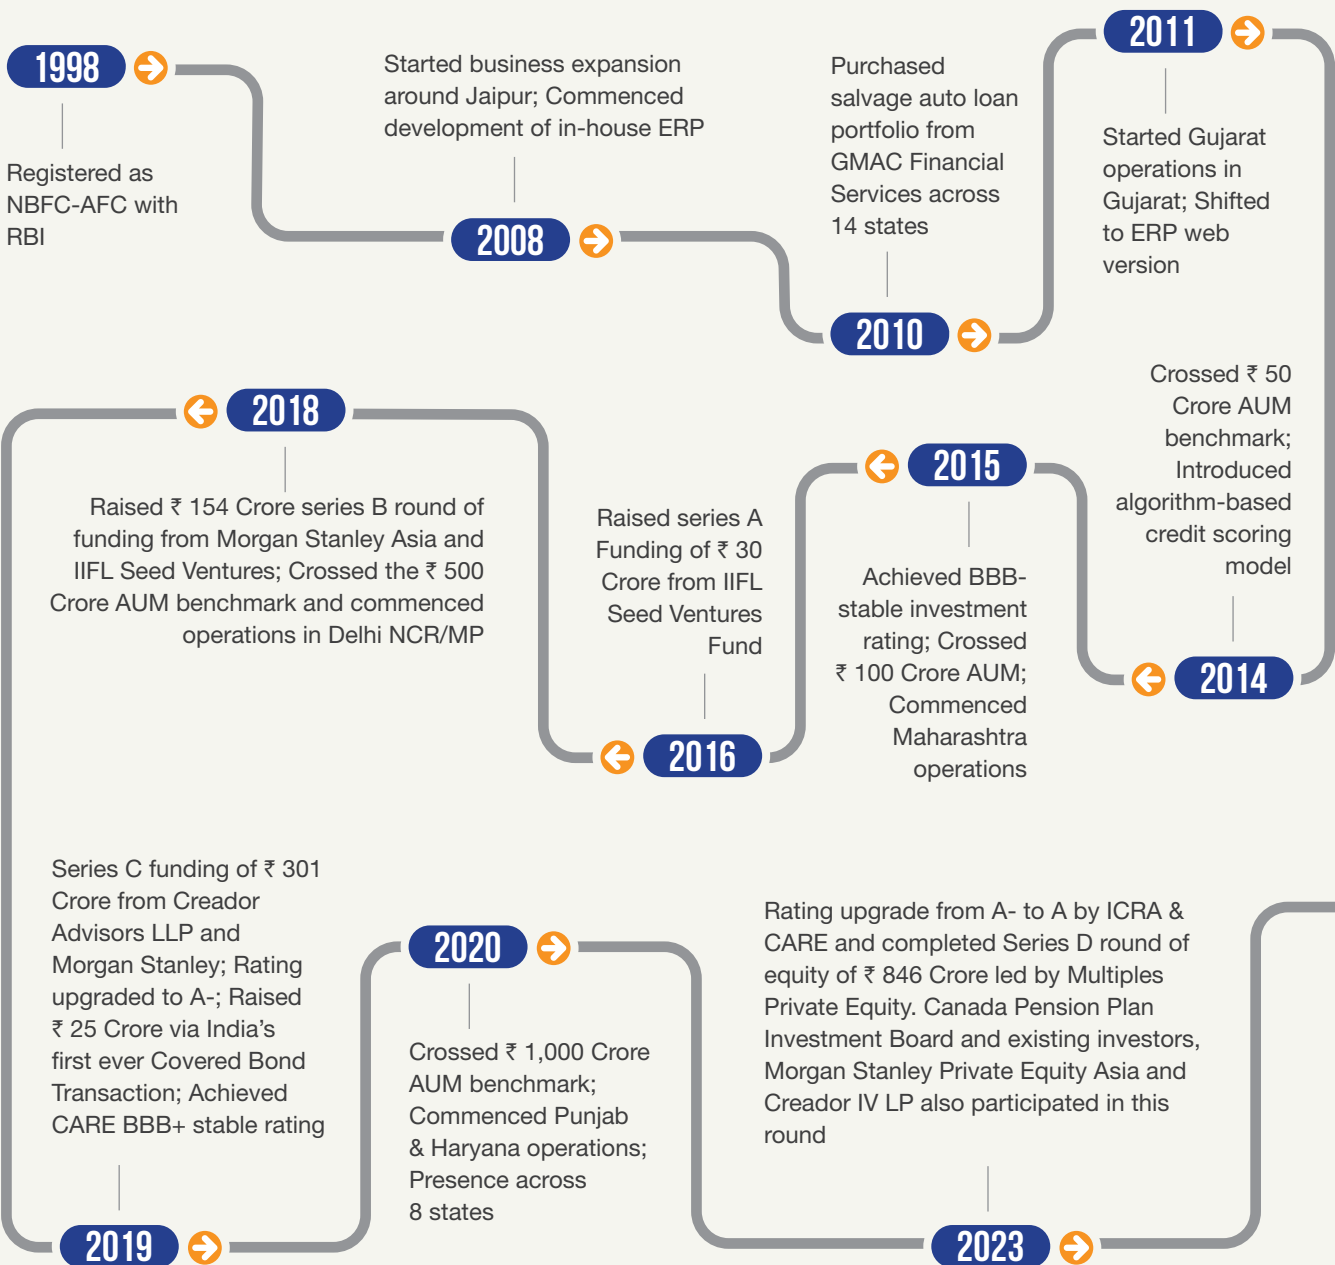 1998
Registered as
NBFC-AFC with
RBI
Started business expansion
around Jaipur; Commenced
development of in-house ERP
2008
Purchased
salvage auto loan
portfolio from
GMAC Financial
Services across
14 states
2010
2011
Started Gujarat
operations in
Gujarat; Shifted
to ERP web
version
Crossed ₹ 50
Crore AUM
benchmark;
Introduced
algorithm-based
credit scoring
model
2014
2015
Achieved BBB-
stable investment
rating; Crossed
₹ 100 Crore AUM;
Commenced
Maharashtra
operations
Raised series A
Funding of ₹ 30
Crore from IIFL
Seed Ventures
Fund
2016
2018
Raised ₹ 154 Crore series B round of
funding from Morgan Stanley Asia and
IIFL Seed Ventures; Crossed the ₹ 500
Crore AUM benchmark and commenced
operations in Delhi NCR/MP
Series C funding of ₹ 301
Crore from Creador
Advisors LLP and
Morgan Stanley; Rating
upgraded to A-; Raised
₹ 25 Crore via India’s
first ever Covered Bond
Transaction; Achieved
CARE BBB+ stable rating
2019
2020
Crossed ₹ 1,000 Crore
AUM benchmark;
Commenced Punjab
& Haryana operations;
Presence across
8 states
Rating upgrade from A- to A by ICRA &
CARE and completed Series D round of
equity of ₹ 846 Crore led by Multiples
Private Equity. Canada Pension Plan
Investment Board and existing investors,
Morgan Stanley Private Equity Asia and
Creador IV LP also participated in this
round
2023